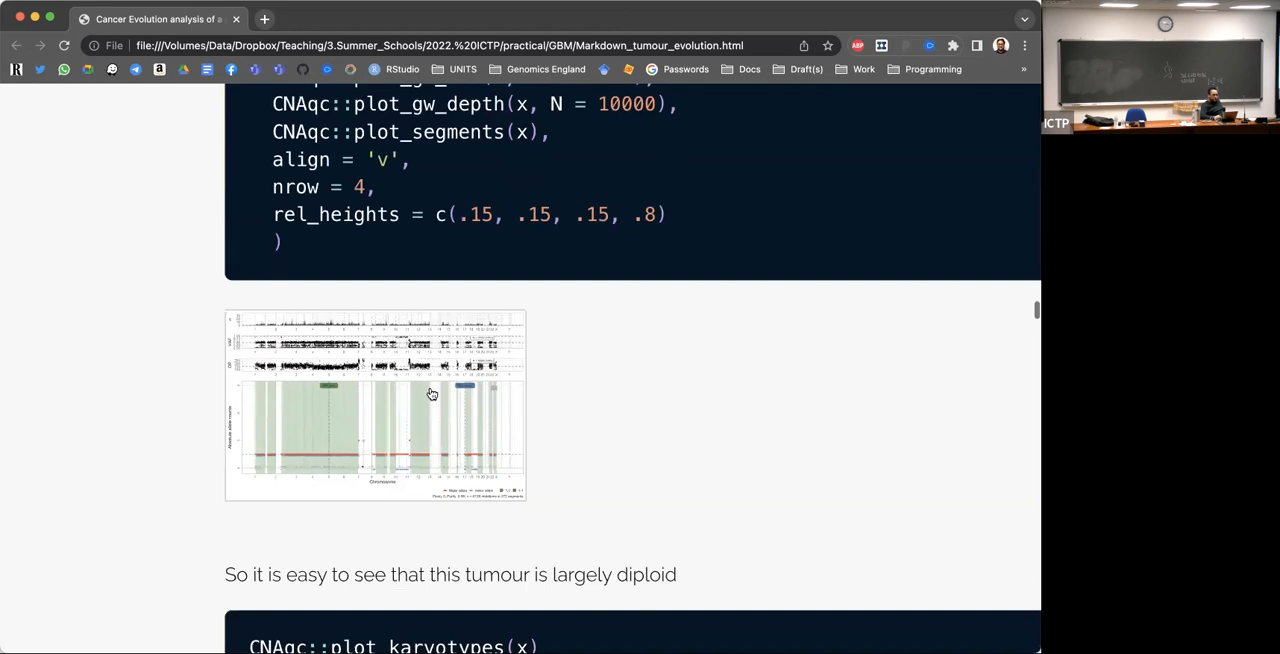 Cancer Evolution analysis of a
File
file:///Volumes/Data/Dropbox/Teaching/3.Summer_Schools/2022.%20ICTP/practical/GBM/Markdown_tumour_evolution.html
RStudio
UNITS
Genomics England
Passwords
Docs
Draft(s)
Work
Programming
»
ICTP
CNAqc::plot_gw_depth(x, N = 10000),
CNAqc::plot_segments(x),
align = 'v',
nrow = 4,
rel_heights = c(.15, .15, .15, .8)
)
Chromosome
So it is easy to see that this tumour is largely diploid
CNAqc::plot_karyotypes(x)